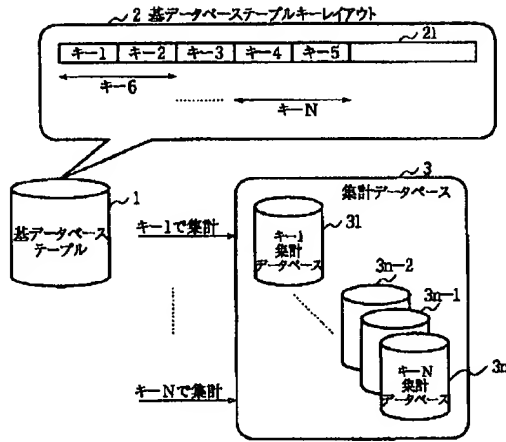 2 基データベーステーブルキーレイアウト
21
キー1 キー2 キー3 キー4 キー5
キー6
キーN
1
基データベース
テーブル
3
集計データベース
キー1で集計
31
キー1
集計
データベース
3n-2
3n-1
キーNで集計
3n
キーN
集計
データベース